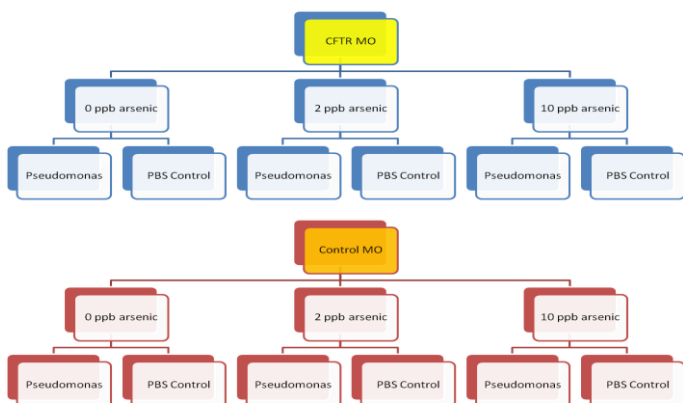 CFTR MO
0 ppb arsenic
2 ppb arsenic
10 ppb arsenic
Pseudomonas
PBS Control
Pseudomonas
PBS Control
Pseudomonas
PBS Control
Control MO
0 ppb arsenic
2 ppb arsenic
10 ppb arsenic
Pseudomonas
PBS Control
Pseudomonas
PBS Control
Pseudomonas
PBS Control